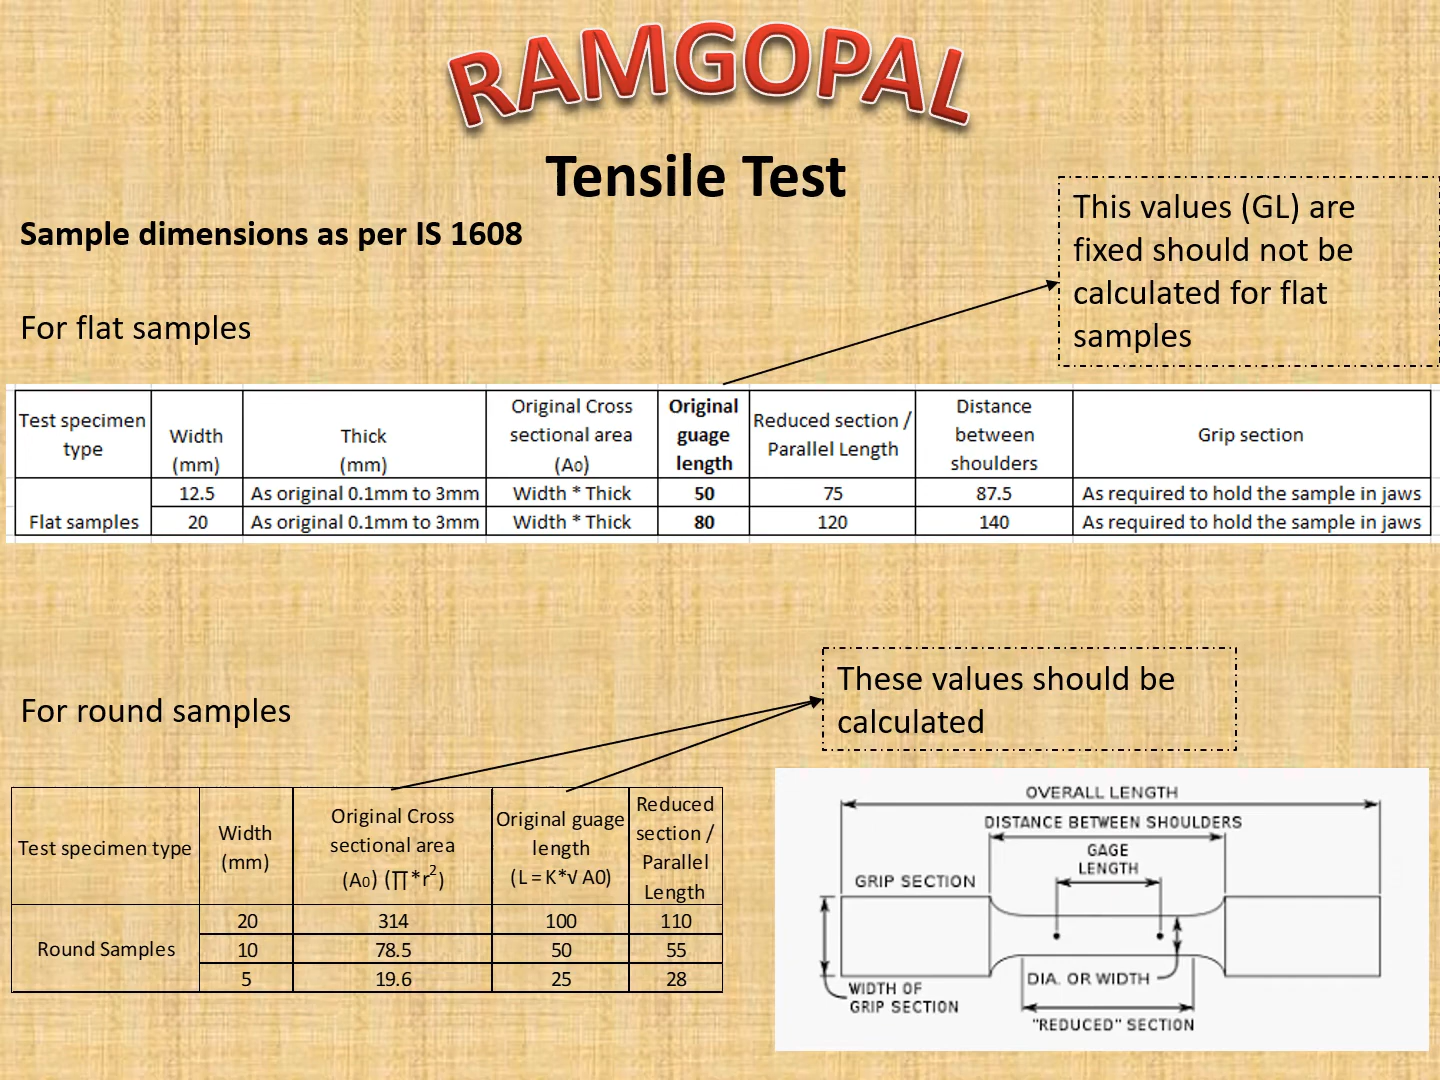 RAMGOPAL
Tensile Test
Sample dimensions as per IS 1608
This values (GL) are
fixed should not be
calculated for flat
samples
For flat samples
Test specimen
type
Width
(mm)
Thick
(mm)
Original Cross
sectional area
(A0)
Original
guage
length
Reduced section /
Parallel Length
Distance
between
shoulders
Grip section
Flat samples
12.5 As original 0.1mm to 3mm Width * Thick 50 75 87.5 As required to hold the sample in jaws
20 As original 0.1mm to 3mm Width * Thick 80 120 140 As required to hold the sample in jaws
These values should be
calculated
For round samples
Test specimen type
Width
(mm)
Original Cross
sectional area
(A0) (∏*r²)
Original guage
length
(L = K*√ A0)
Reduced
section /
Parallel
Length
Round Samples
20 314 100 110
10 78.5 50 55
5 19.6 25 28
OVERALL LENGTH
DISTANCE BETWEEN SHOULDERS
GAGE
LENGTH
GRIP SECTION
DIA. OR WIDTH
WIDTH OF
GRIP SECTION
"REDUCED" SECTION